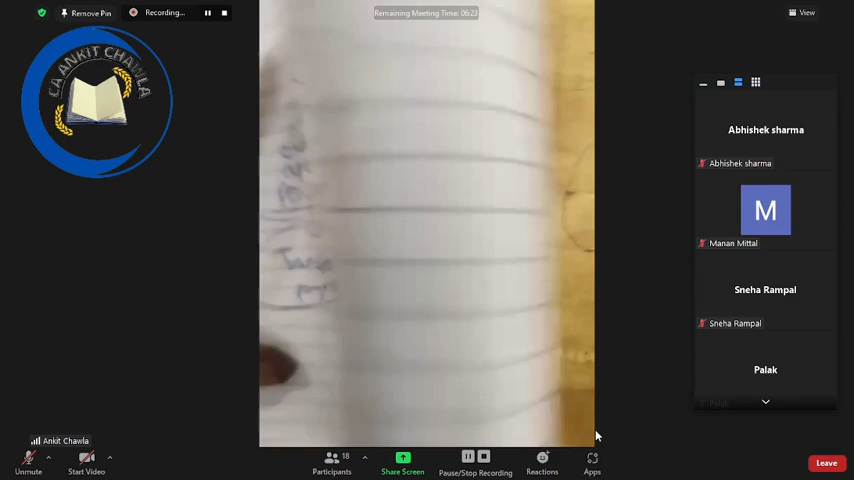 Remove Pin
Recording...
Remaining Meeting Time: 06:23
View
CA ANKIT CHAWLA
Abhishek sharma
Abhishek sharma
M
Manan Mittal
Sneha Rampal
Sneha Rampal
Palak
Ankit Chawla
Unmute
Start Video
18
Participants
Share Screen
Pause/Stop Recording
Reactions
Apps
Leave